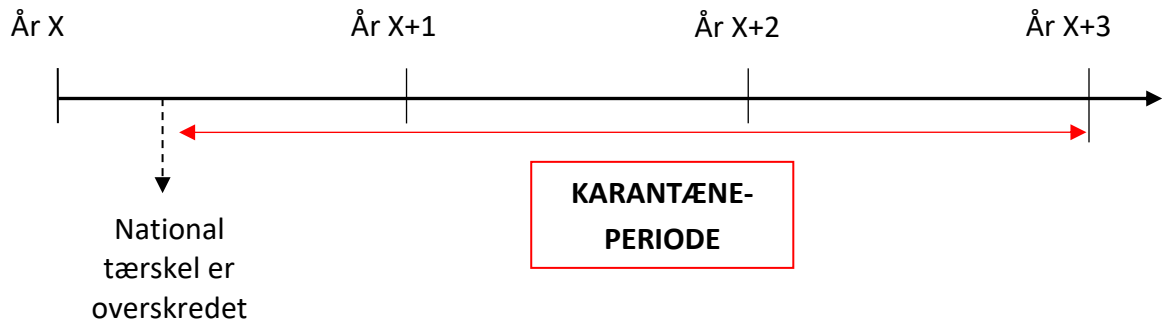 År X
År X+1
År X+2
År X+3
KARANTÆNE-
PERIODE
National
tærskel er
overskredet